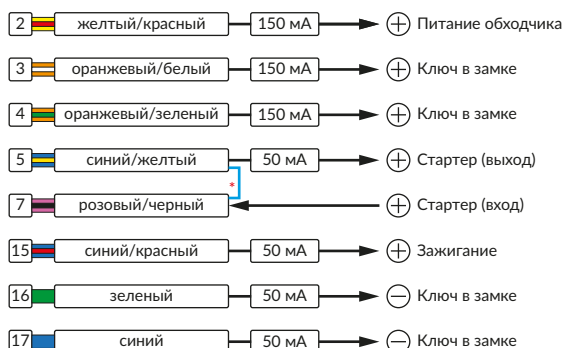 2 желтый/красный 150 мА + Питание обходчика
3 оранжевый/белый 150 мА + Ключ в замке
4 оранжевый/зеленый 150 мА + Ключ в замке
5 синий/желтый 50 мА + Стартер (выход)
*
7 розовый/черный + Стартер (вход)
15 синий/красный 50 мА + Зажигание
16 зеленый 50 мА − Ключ в замке
17 синий 50 мА − Ключ в замке